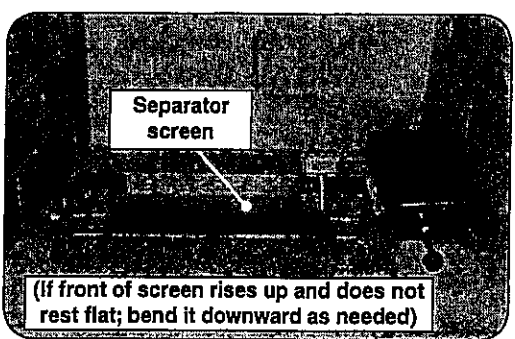 Separator
screen
(If front of screen rises up and does not
rest flat; bend it downward as needed)